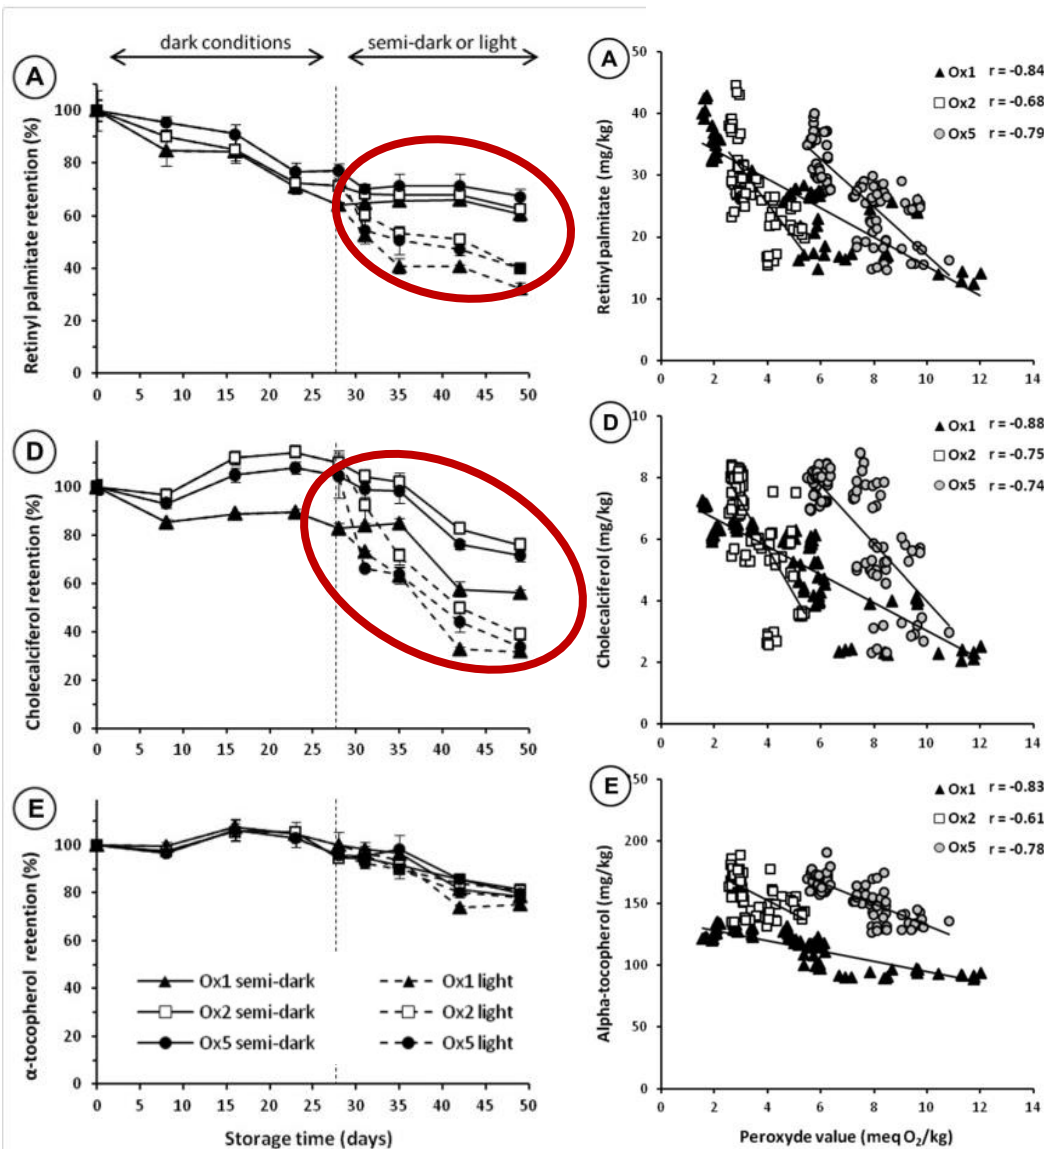 dark conditions
semi-dark or light
A
Retinyl palmitate retention (%)
100
80
60
40
20
0
0 5 10 15 20 25 30 35 40 45 50
D
Cholecalciferol retention (%)
100
80
60
40
20
0
0 5 10 15 20 25 30 35 40 45 50
E
α-tocopherol retention (%)
100
80
60
40
80
0
Ox1 semi-dark
Ox2 semi-dark
Ox5 semi-dark
Ox1 light
Ox2 light
Ox5 light
0 5 10 15 20 23 30 35 40 45 50
Storage time (days)
A
Retinyl palmitate (mg/kg)
50
40
30
20
10
0
Ox1 r = -0.84
Ox2 r = -0.68
Ox5 r = -0.79
0 2 4 6 8 10 12 14
D
Cholecalciferol (mg/kg)
10
8
6
4
2
0
Ox1 r = -0.88
Ox2 r = -0.75
Ox5 r = -0.74
0 2 4 6 8 10 12 14
E
Alpha-tocopherol (mg/kg)
150
200
150
100
50
0
Ox1 r = -0.83
Ox2 r = -0.61
Ox5 r = -0.78
0 2 4 6 8 10 12 14
Peroxyde value (meq O₂/kg)